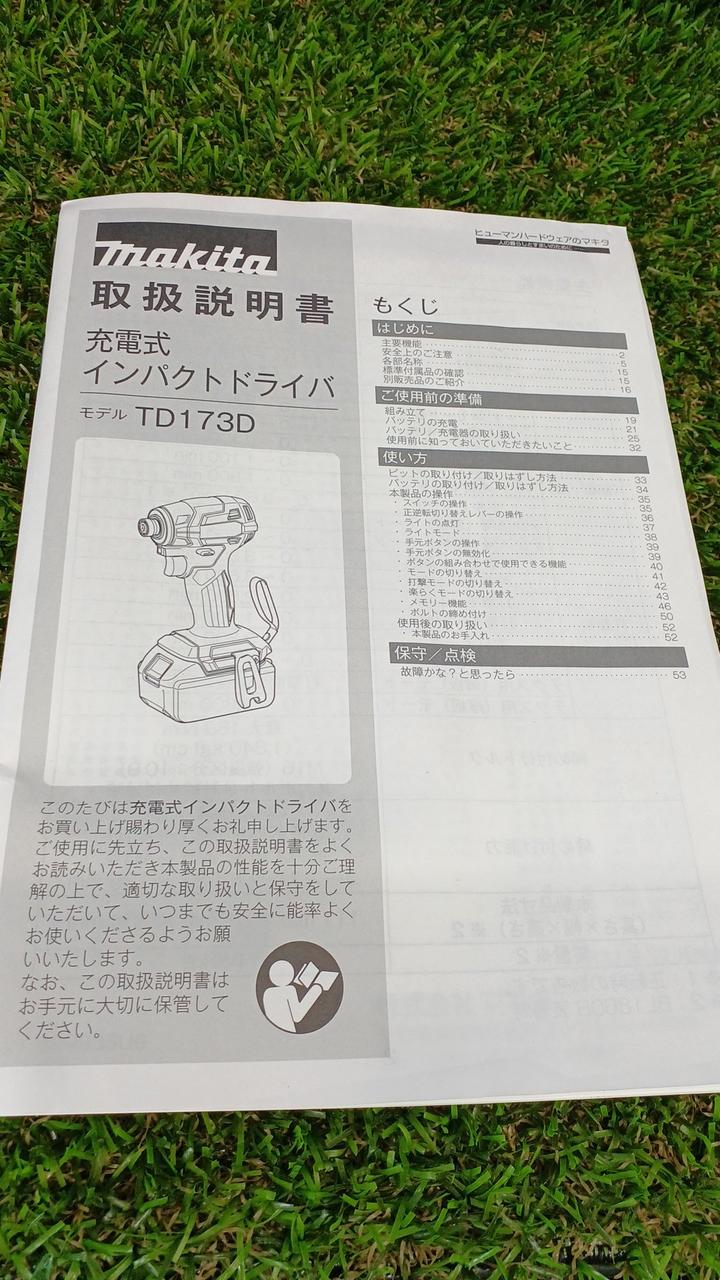 makita
取扱説明書
充電式
インパクトドライバ
モデル TD173D
このたびは充電式インパクトドライバを
お買い上げ賜わり厚くお礼申し上げます。
ご使用に先立ち、この取扱説明書をよく
お読みいただき本製品の性能を十分ご理
解の上で、適切な取り扱いと保守をして
いただいて、いつまでも安全に能率よく
お使いくださるようお願
いいたします。
なお、この取扱説明書は
お手元に大切に保管して
ください。
ヒューマンハードウェアのマキタ
人の暮らしとすまいのために
もくじ
はじめに
主要機能 2
安全上のご注意 5
各部名称 15
標準付属品の確認 15
別販売品のご紹介 16
ご使用前の準備
組み立て 19
バッテリの充電 21
バッテリ／充電器の取り扱い 25
使用前に知っておいていただきたいこと 32
使い方
ビットの取り付け／取りはずし方法 33
バッテリの取り付け／取りはずし方法 34
本製品の操作 35
・スイッチの操作 35
・正逆転切り替えレバーの操作 36
・ライトの点灯 37
・ライトモード 38
・手元ボタンの操作 39
・手元ボタンの無効化 39
・ボタンの組み合わせで使用できる機能 40
・モードの切り替え 41
・打撃モードの切り替え 42
・楽らくモードの切り替え 43
・メモリー機能 46
・ボルトの締め付け 50
使用後の取り扱い 52
・本製品のお手入れ 52
保守／点検
故障かな？と思ったら 53